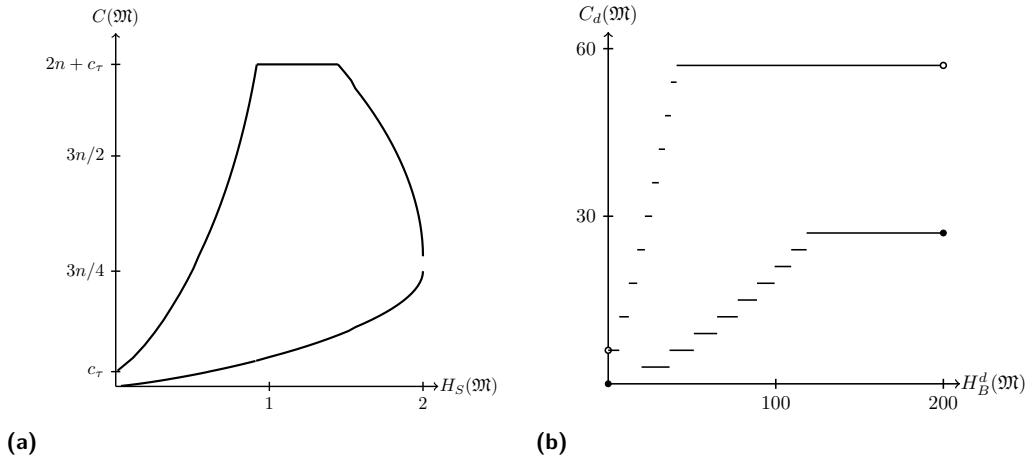 C(𝔐)
2n + c_τ
3n/2
3n/4
c_τ
1
2
H_S(𝔐)
(a)
C_d(𝔐)
60
30
100
200
H_B^d(𝔐)
(b)